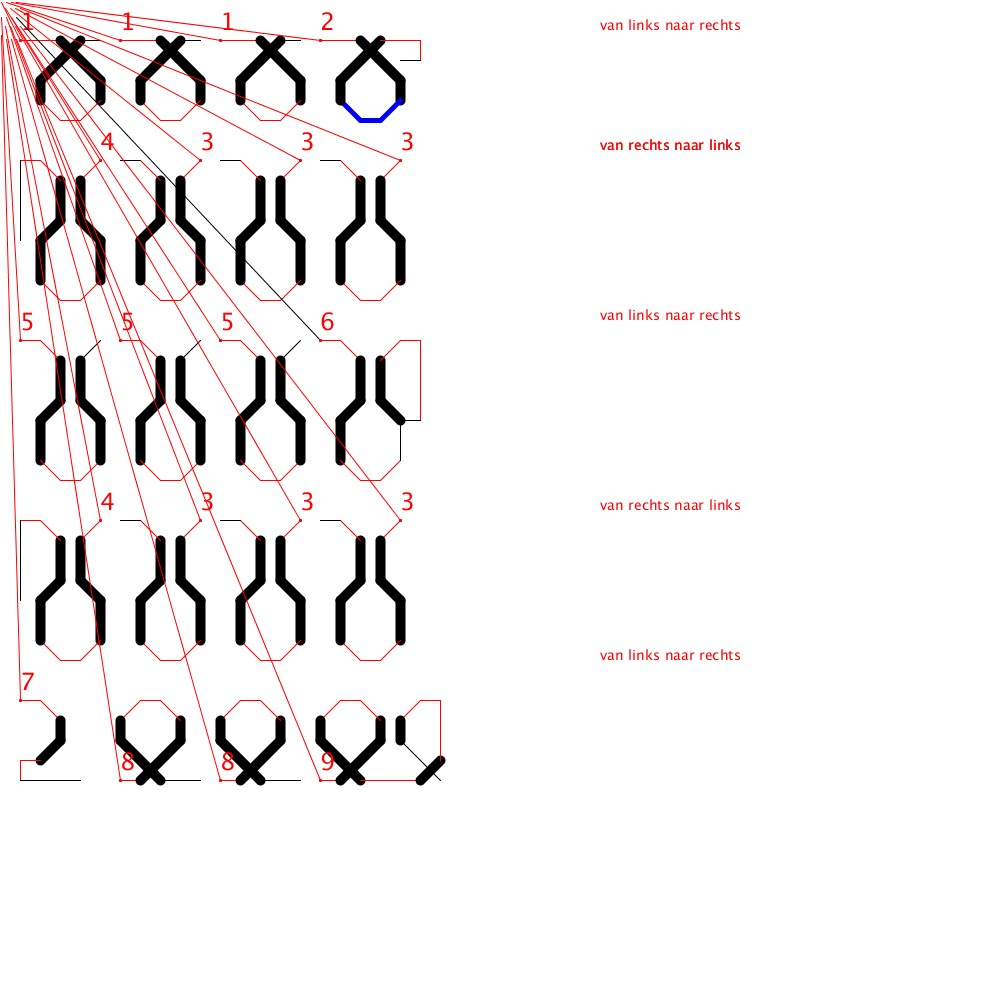 1 1 1 2 van links naar rechts
4 3 3 3 van rechts naar links
5 5 5 6 van links naar rechts
4 3 3 3 van rechts naar links
7 van links naar rechts
8 8 9